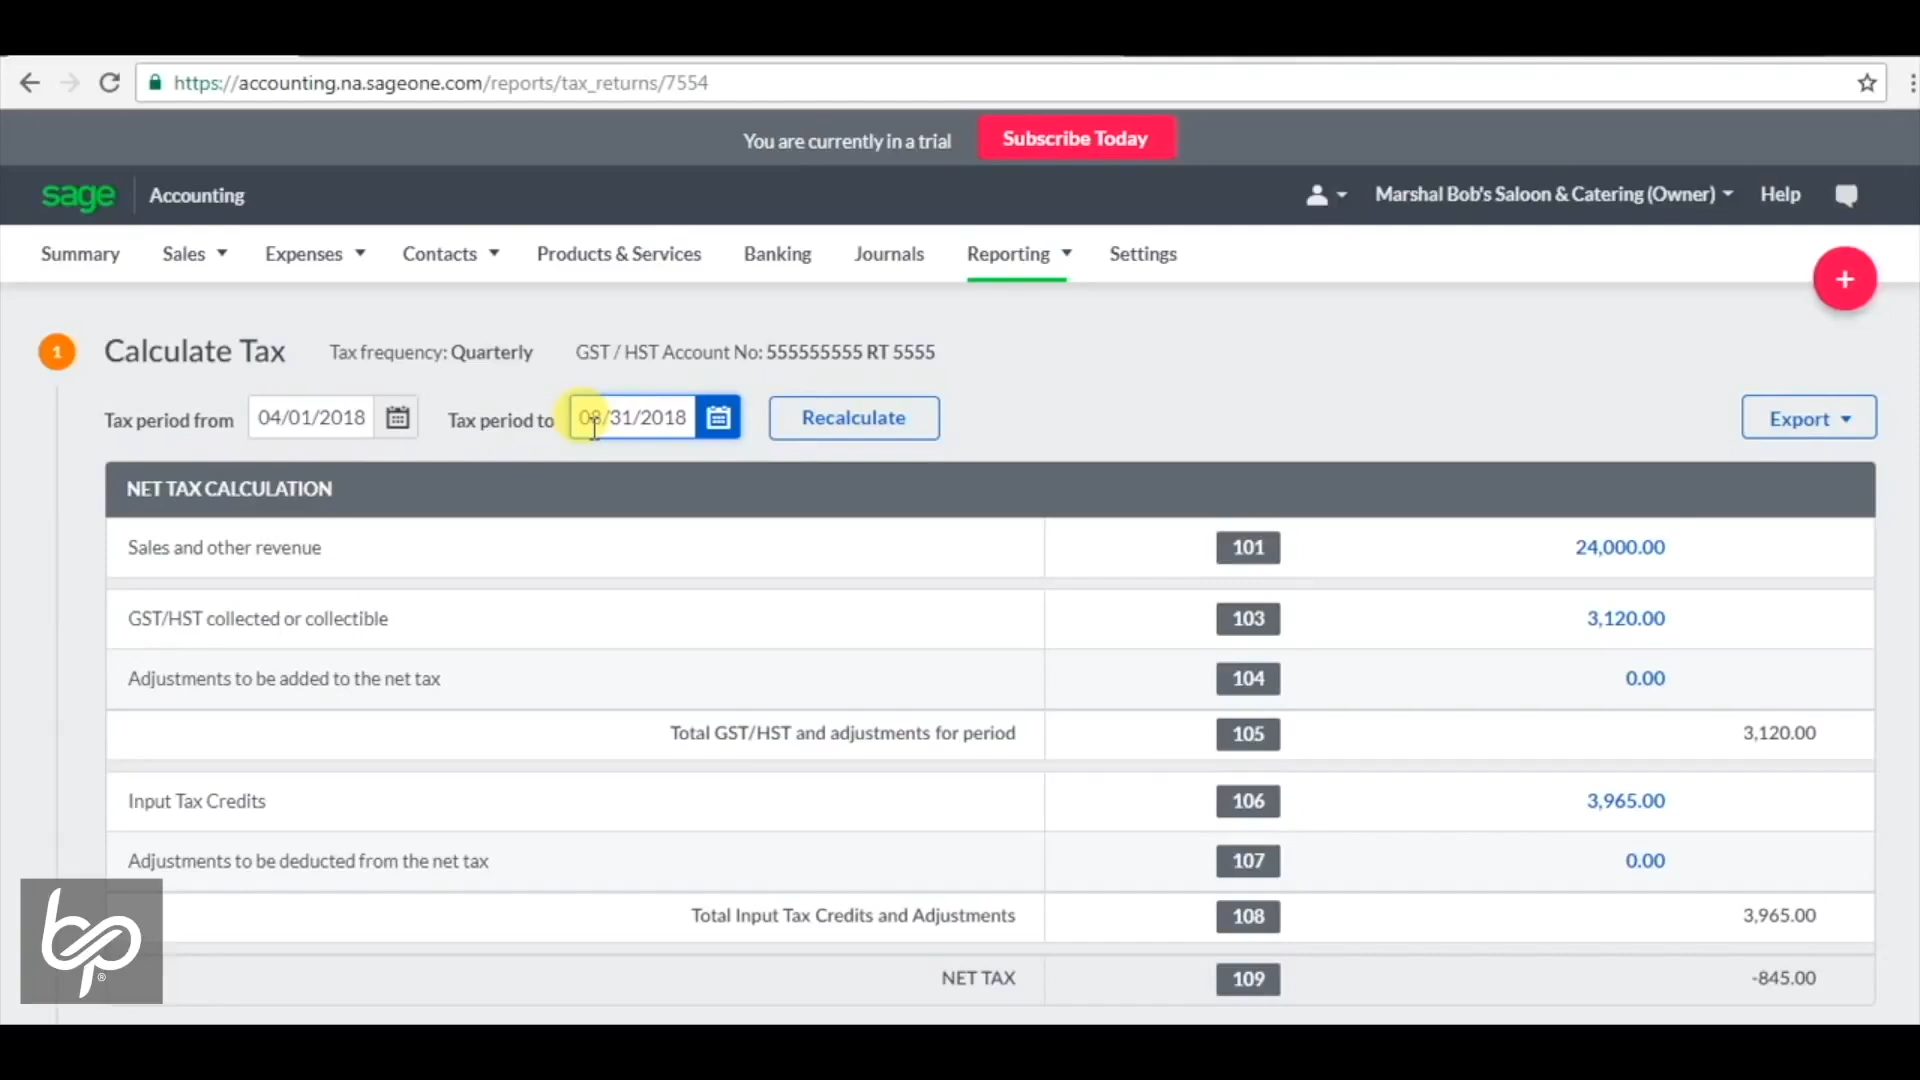 https://accounting.na.sageone.com/reports/tax_returns/7554
You are currently in a trial Subscribe Today
sage Accounting Marshal Bob's Saloon & Catering (Owner) Help
Summary Sales Expenses Contacts Products & Services Banking Journals Reporting Settings
+
1 Calculate Tax Tax frequency: Quarterly GST / HST Account No: 555555555 RT 5555
Tax period from 04/01/2018 Tax period to /31/2018 Recalculate Export
NET TAX CALCULATION
Sales and other revenue 101 24,000.00
GST/HST collected or collectible 103 3,120.00
Adjustments to be added to the net tax 104 0.00
Total GST/HST and adjustments for period 105 3,120.00
Input Tax Credits 106 3,965.00
Adjustments to be deducted from the net tax 107 0.00
Total Input Tax Credits and Adjustments 108 3,965.00
NET TAX 109 -845.00
bp®